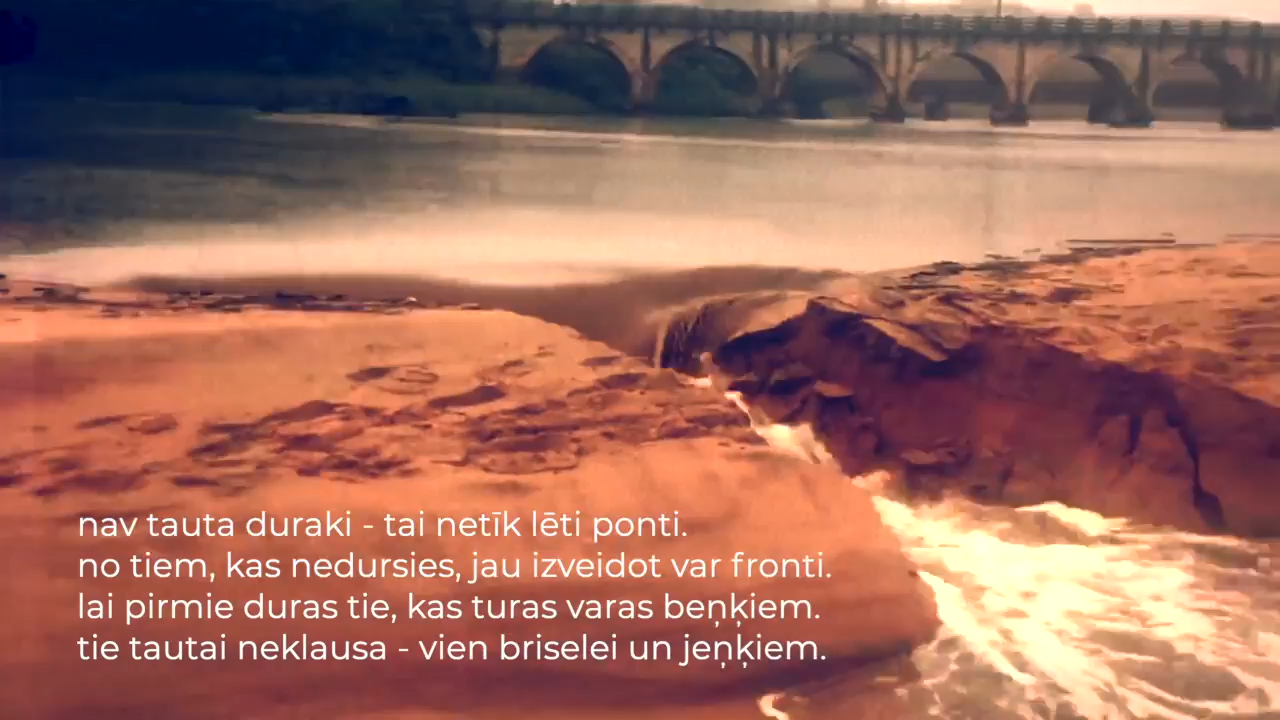 nav tauta duraki - tai netīk lēti ponti.
no tiem, kas nedursies, jau izveidot var fronti.
lai pirmie duras tie, kas turas varas beņķiem.
tie tautai neklausa - vien briselei un jeņķiem.